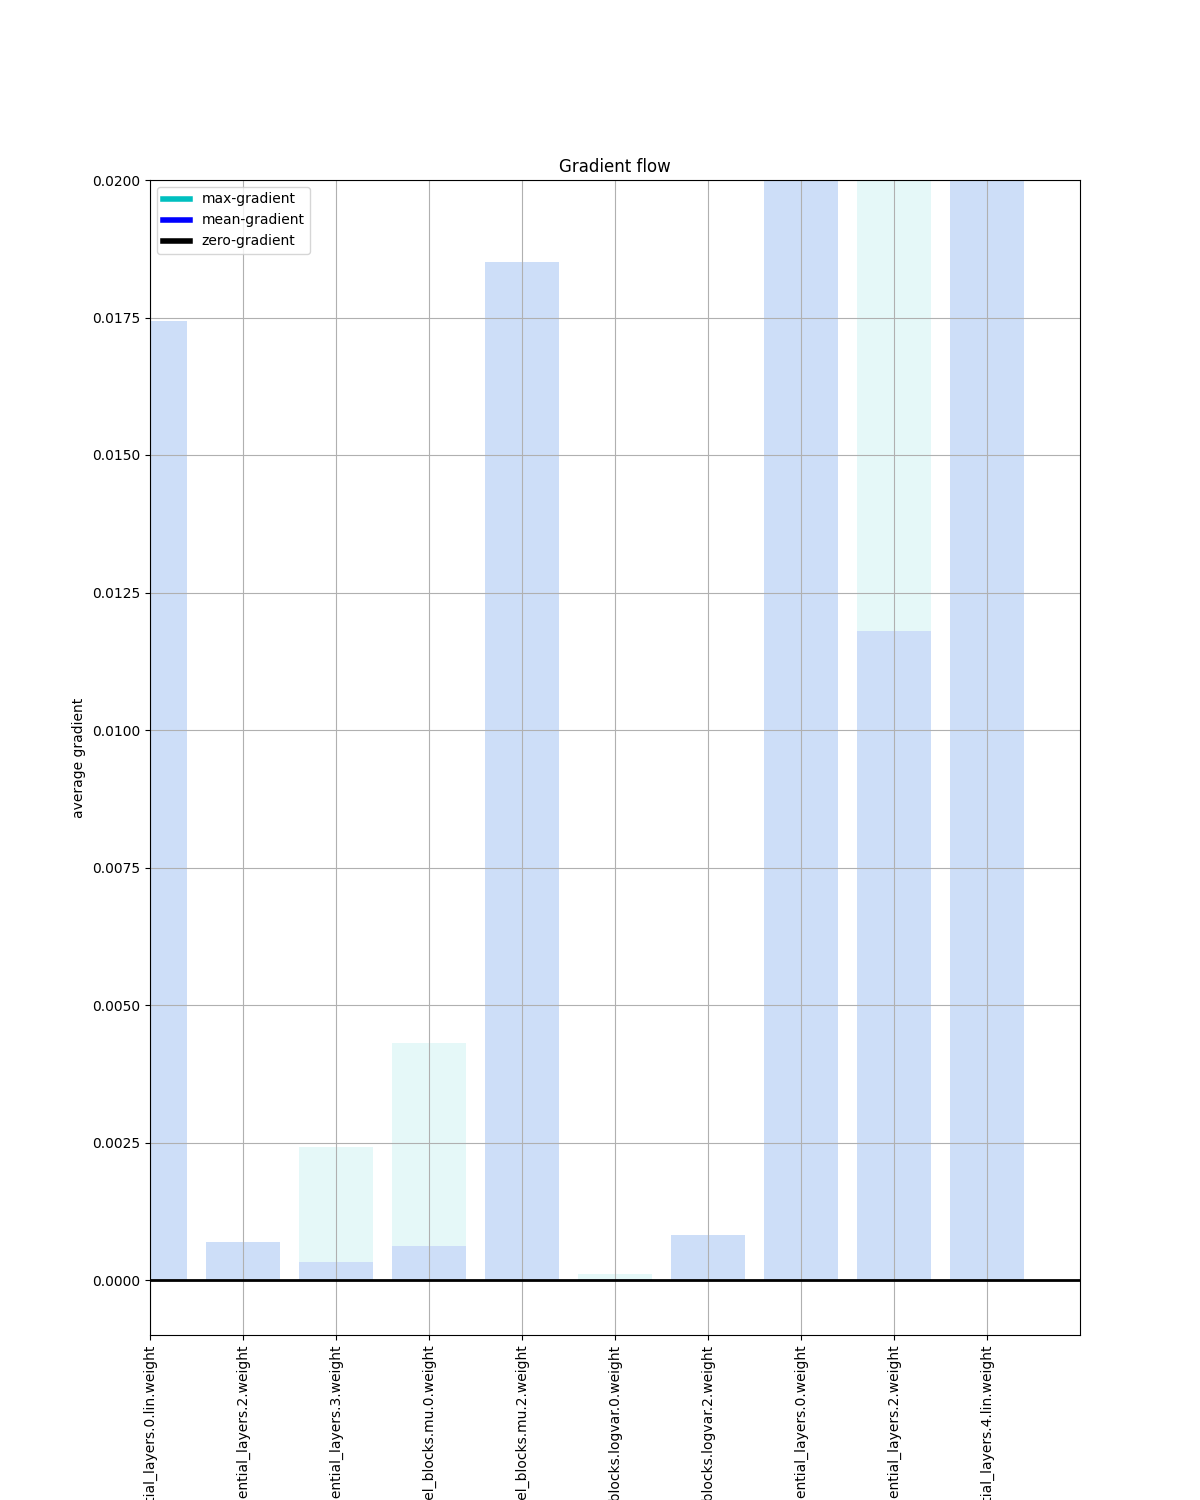 Gradient flow
max-gradient
mean-gradient
zero-gradient
average gradient
0.0200
0.0175
0.0150
0.0125
0.0100
0.0075
0.0050
0.0025
0.0000
tial_layers.0.lin.weight
ential_layers.2.weight
ential_layers.3.weight
el_blocks.mu.0.weight
el_blocks.mu.2.weight
blocks.logvar.0.weight
blocks.logvar.2.weight
ential_layers.0.weight
ential_layers.2.weight
tial_layers.4.lin.weight